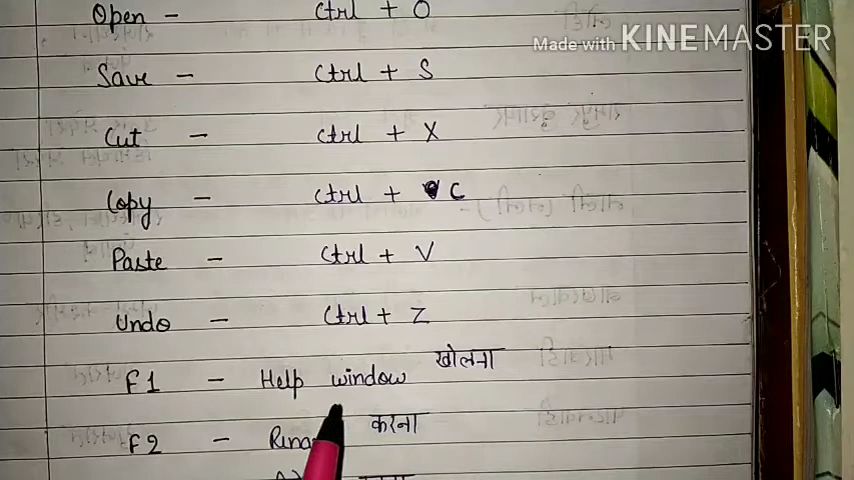 Open - Ctrl + O
Made with KINEMASTER
Save - Ctrl + S
Cut - Ctrl + X
Copy - Ctrl + C
Paste - Ctrl + V
Undo - Ctrl + Z
F1 - Help window खोलना
F2 - करना